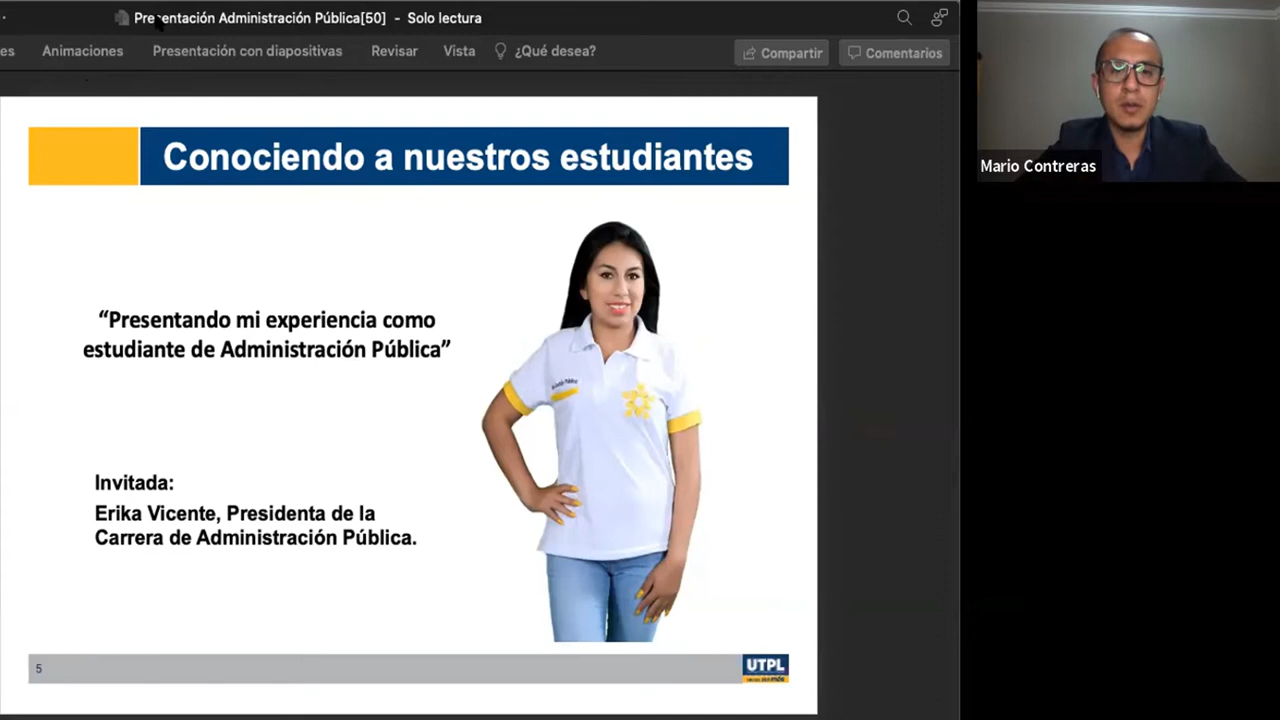 Presentación Administración Pública[50] - Solo lectura
es Animaciones Presentación con diapositivas Revisar Vista ¿Qué desea? Compartir Comentarios
Conociendo a nuestros estudiantes
Mario Contreras
“Presentando mi experiencia como
estudiante de Administración Pública”
Invitada:
Erika Vicente, Presidenta de la
Carrera de Administración Pública.
5
UTPL